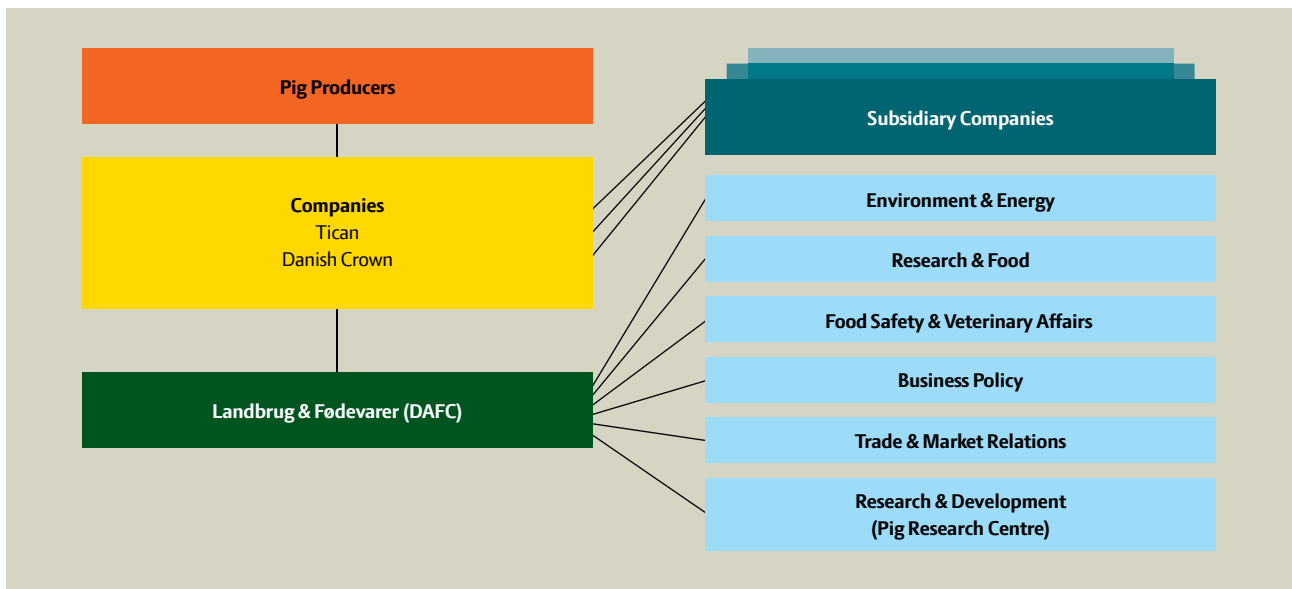 Pig Producers
Companies
Tican
Danish Crown
Landbrug & Fødevarer (DAFC)
Subsidiary Companies
Environment & Energy
Research & Food
Food Safety & Veterinary Affairs
Business Policy
Trade & Market Relations
Research & Development
(Pig Research Centre)